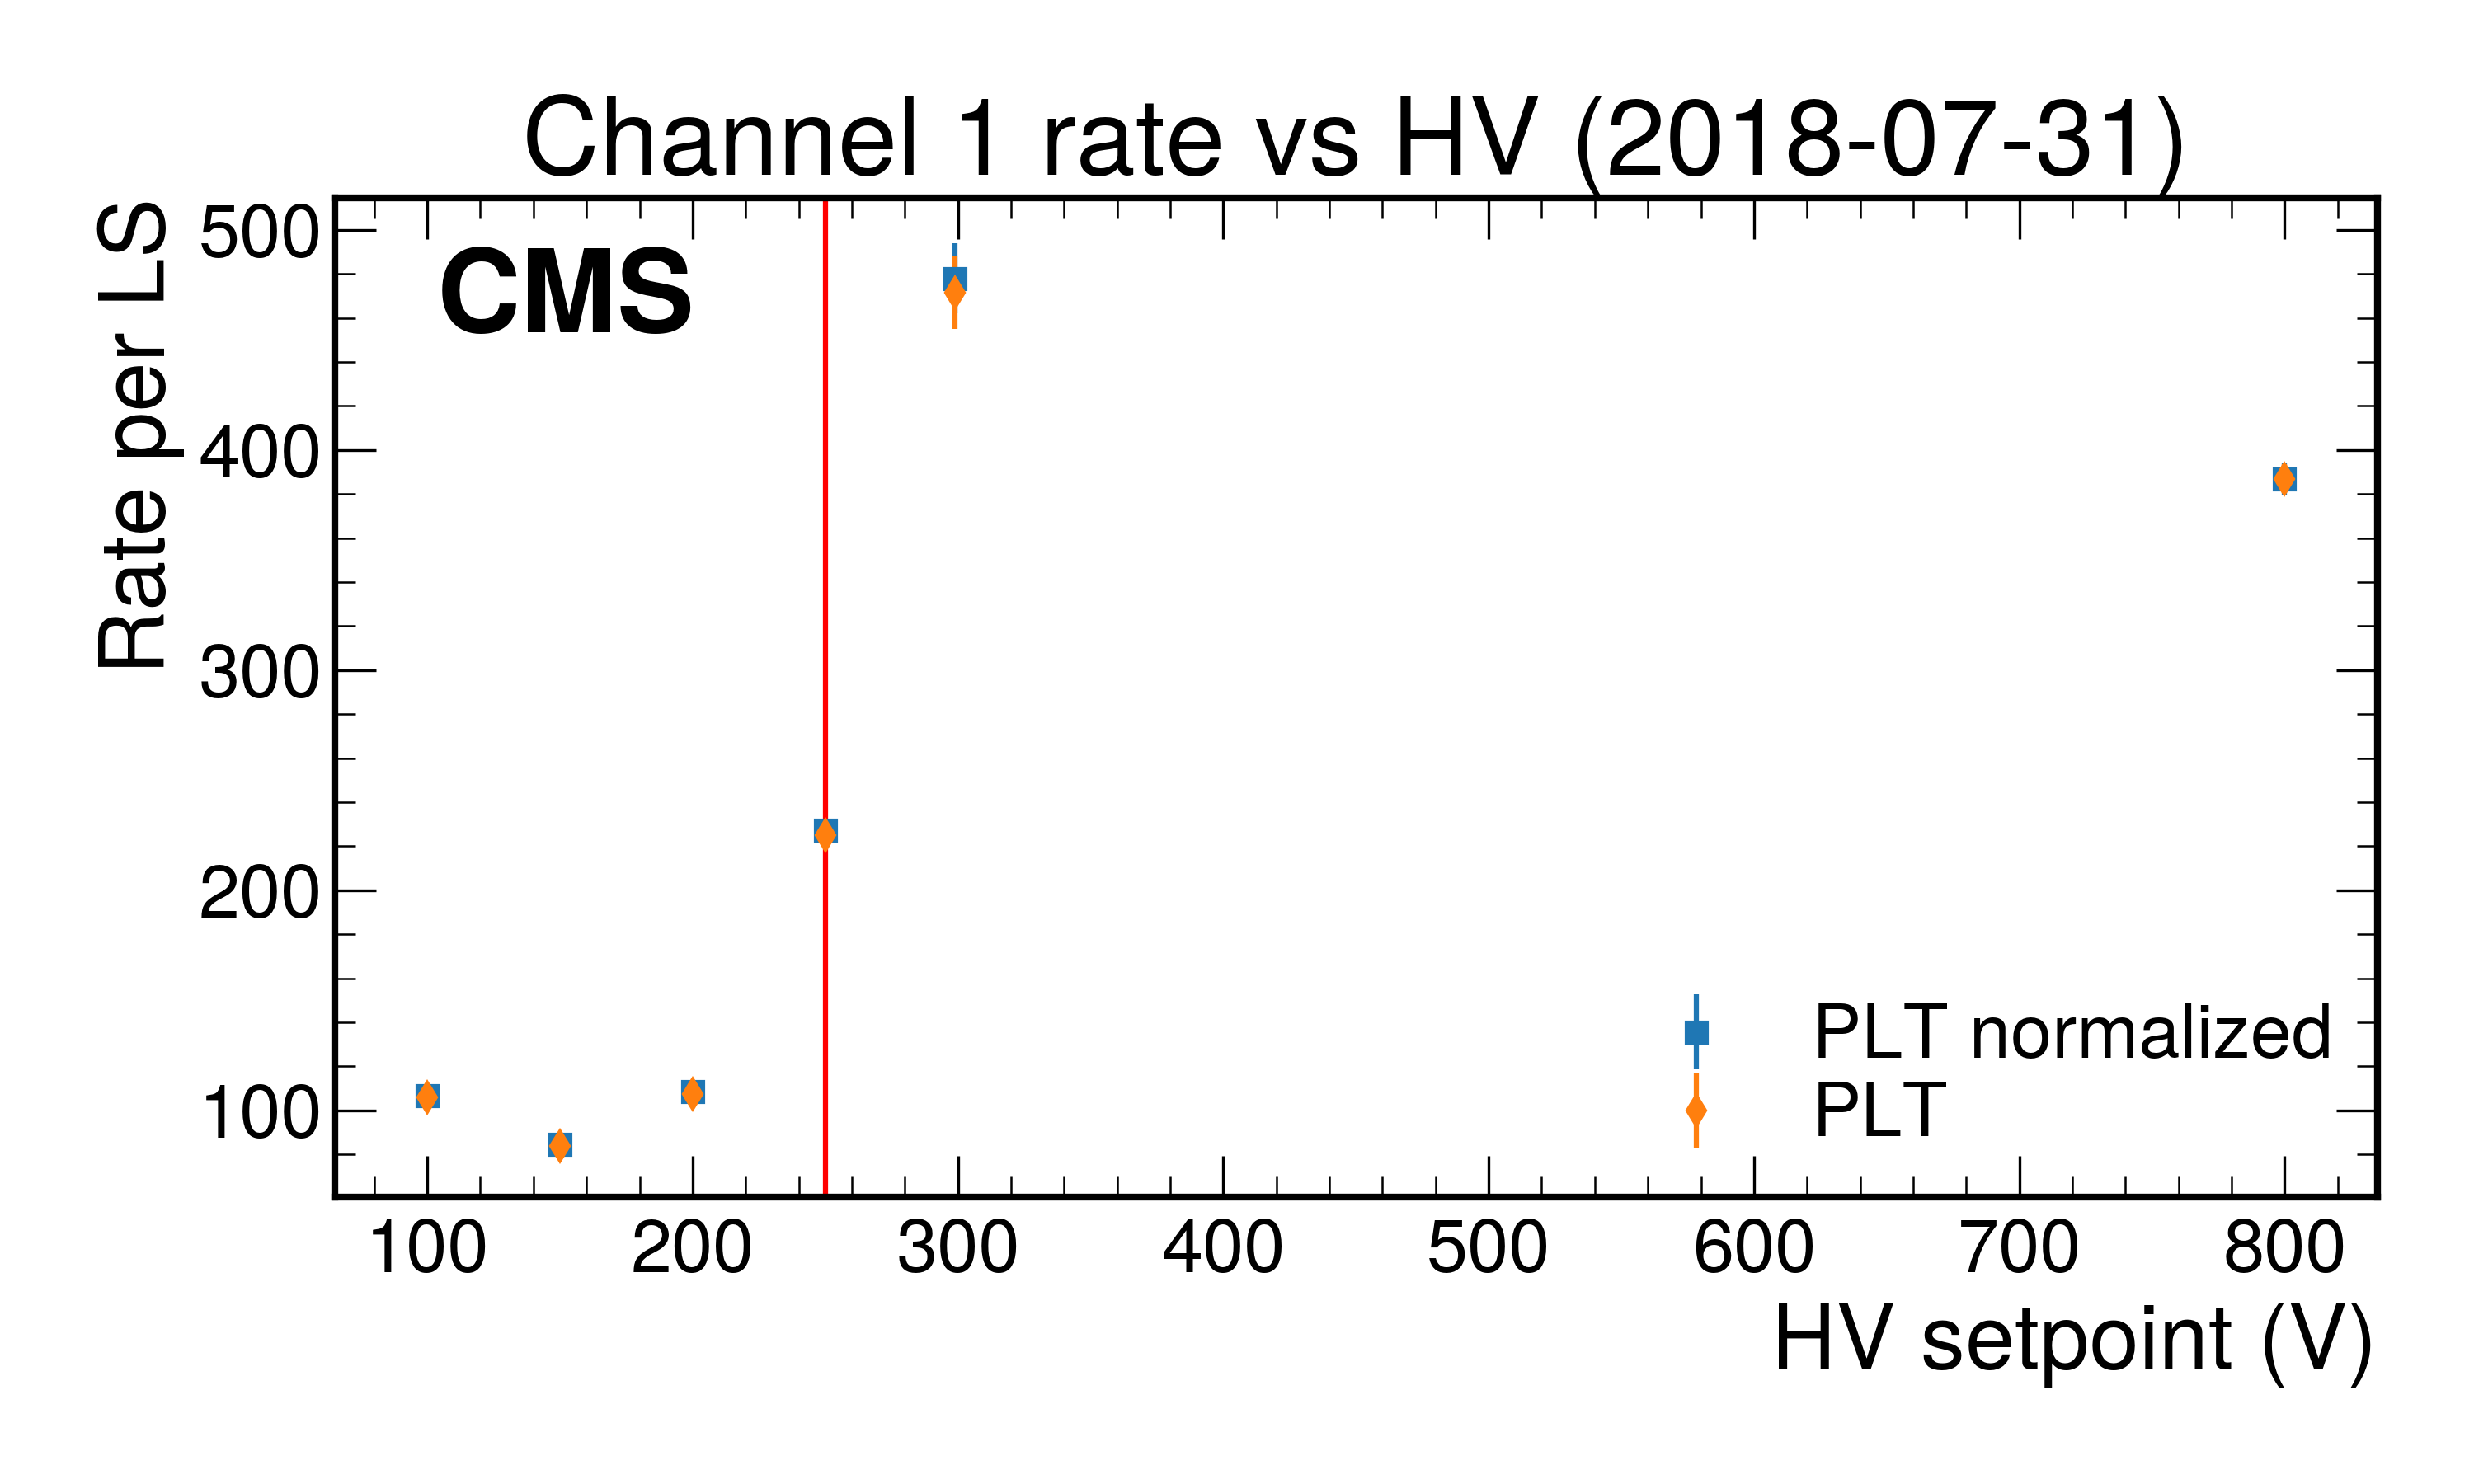 Channel 1 rate vs HV (2018-07-31)
Rate per LS
500
400
300
200
100
CMS
PLT normalized
PLT
100 200 300 400 500 600 700 800
HV setpoint (V)